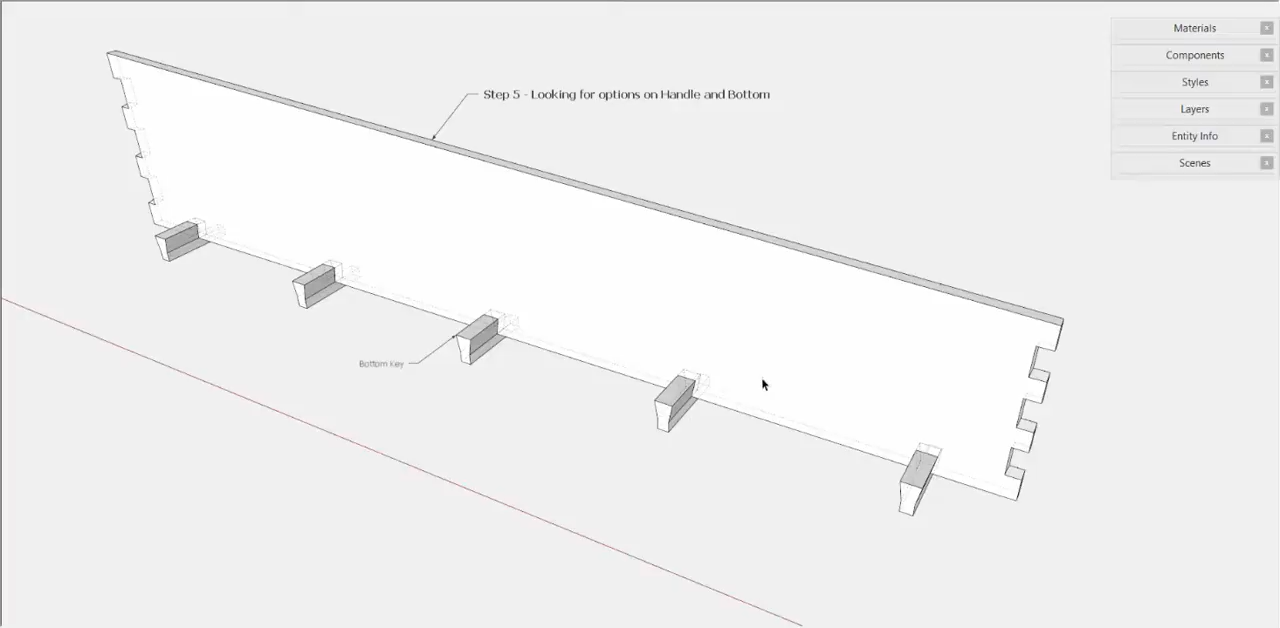 Materials
Components
Styles
Layers
Entity Info
Scenes
Step 5 - Looking for options on Handle and Bottom
Bottom Key